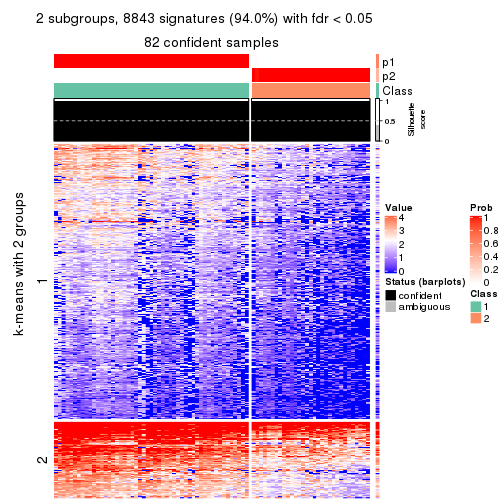 2 subgroups, 8843 signatures (94.0%) with fdr < 0.05
82 confident samples
p1
p2
Class
1
0.5
0
Silhouette
score
k-means with 2 groups
1
2
Value
4
3
2
1
0
Status (barplots)
confident
ambiguous
Prob
1
0.8
0.6
0.4
0.2
0
Class
1
2